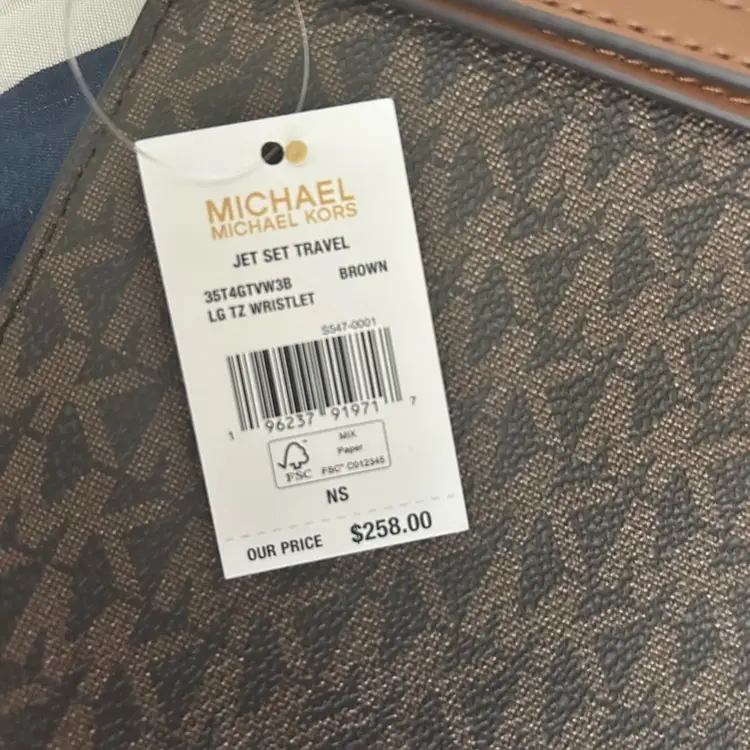 MICHAEL
MICHAEL KORS
JET SET TRAVEL
35T4GTVW3B BROWN
LG TZ WRISTLET
S547-0001
1 96237 91971 7
FSC
MIX
Paper
FSC® C012345
NS
OUR PRICE $258.00